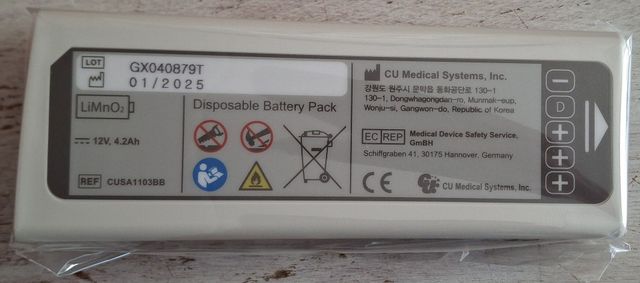 LOT
GX040879T
01/2025
LiMnO₂
12V, 4.2Ah
REF CUSA1103BB
Disposable Battery Pack
CU Medical Systems, Inc.
강원도 원주시 문막읍 동화공단로 130-1
130-1, Dongwhagongdan-ro, Munmak-eup,
Wonju-si, Gangwon-do, Republic of Korea
EC REP Medical Device Safety Service,
GmBH
Schiffgraben 41, 30175 Hannover, Germany
CE CU Medical Systems, Inc.
−
D
+
+
+